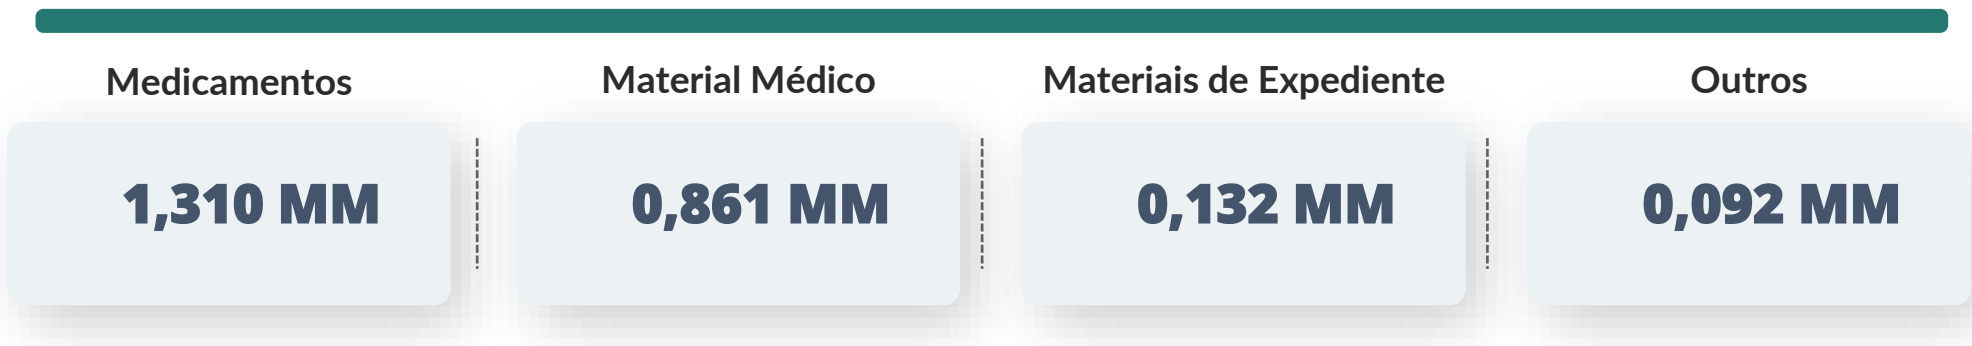 Medicamentos
Material Médico
Materiais de Expediente
Outros
1,310 MM
0,861 MM
0,132 MM
0,092 MM